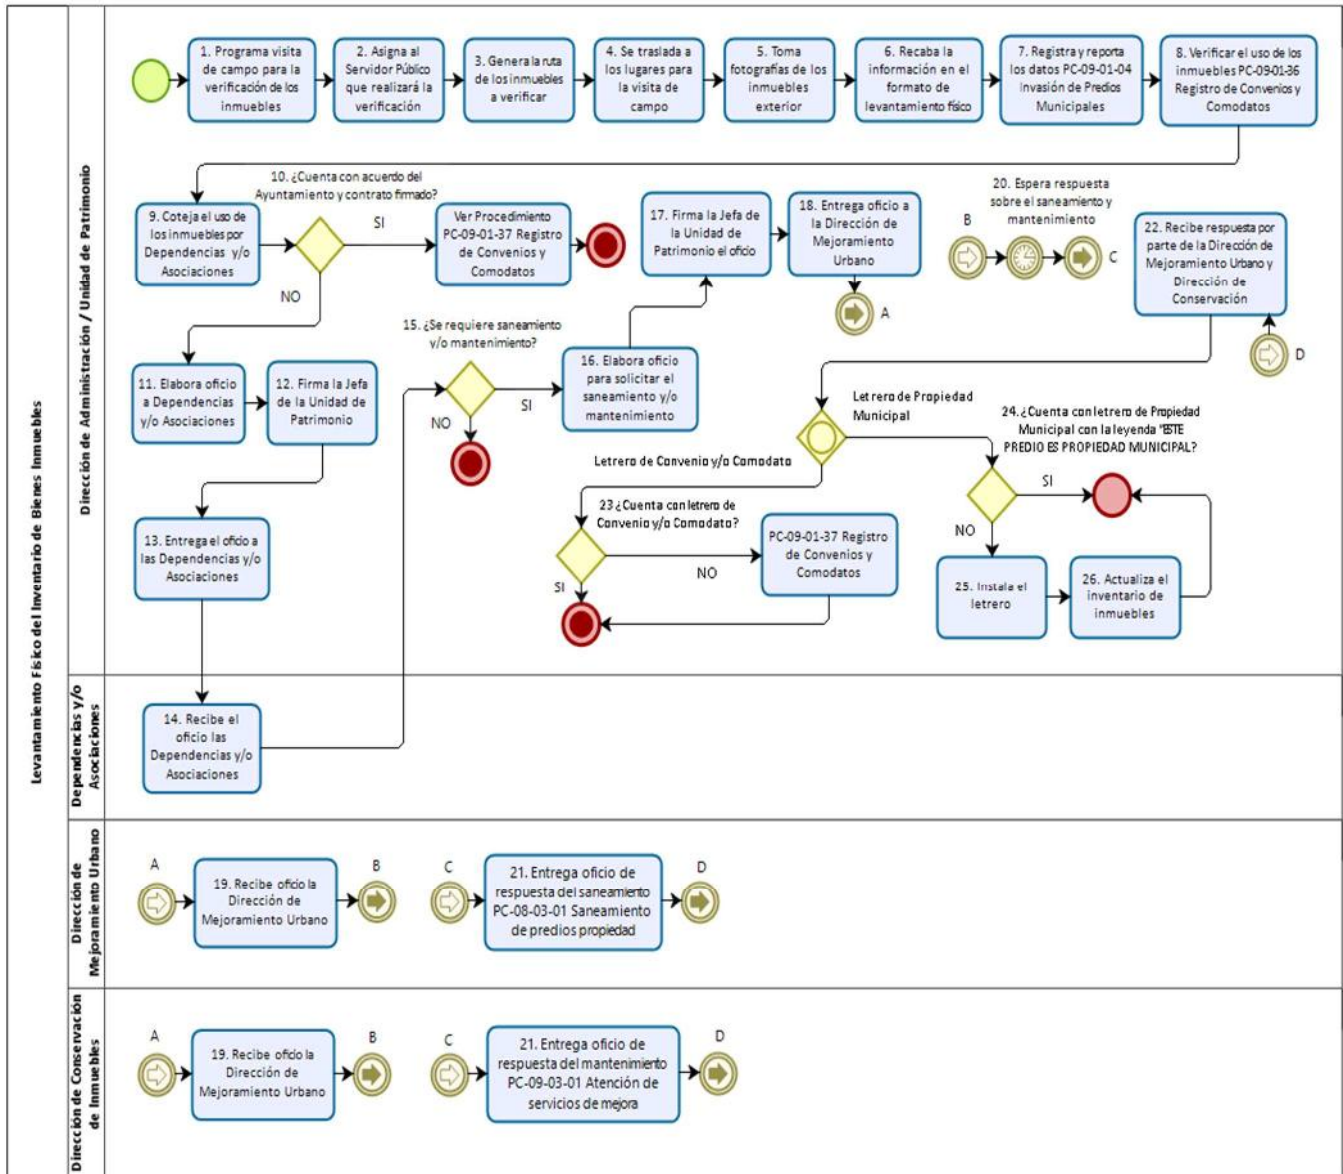 Levantamiento Físico del Inventario de Bienes Inmuebles
Dirección de Administración / Unidad de Patrimonio
1. Programa visita
de campo para la
verificación de los
inmuebles
2. Asigna al
Servidor Público
que realizará la
verificación
3. Genera la ruta
de los inmuebles
a verificar
4. Se traslada a
los lugares para
la visita de
campo
5. Toma
fotografías de los
inmuebles
exterior
6. Recaba la
información en el
formato de
levantamiento físico
7. Registra y reporta
los datos PC-09-01-04
Invasión de Predios
Municipales
8. Verificar el uso de los
inmuebles PC-09-01-36
Registro de Convenios y
Comodatos
9. Coteja el uso de
los inmuebles por
Dependencias y/o
Asociaciones
10. ¿Cuenta con acuerdo del
Ayuntamiento y contrato firmado?
SI
NO
Ver Procedimiento
PC-09-01-37 Registro
de Convenios y
Comodatos
11. Elabora oficio
a Dependencias
y/o Asociaciones
12. Firma la Jefa
de la Unidad de
Patrimonio
13. Entrega el oficio a
las Dependencias y/o
Asociaciones
15. ¿Se requiere saneamiento
y/o mantenimiento?
SI
NO
16. Elabora oficio
para solicitar el
saneamiento y/o
mantenimiento
17. Firma la Jefa de
la Unidad de
Patrimonio el oficio
18. Entrega oficio a
la Dirección de
Mejoramiento
Urbano
A
20. Espera respuesta
sobre el saneamiento y
mantenimiento
B
C
22. Recibe respuesta por
parte de la Dirección de
Mejoramiento Urbano y
Dirección de
Conservación
D
Letrero de Propiedad
Municipal
Letrero de Convenio y/o Comodato
23 ¿Cuenta con letrero de
Convenio y/o Comodato?
NO
SI
PC-09-01-37 Registro
de Convenios y
Comodatos
24. ¿Cuenta con letrero de Propiedad
Municipal con la leyenda "ESTE
PREDIO ES PROPIEDAD MUNICIPAL?
SI
NO
25. Instala el
letrero
26. Actualiza el
inventario de
inmuebles
Dependencias y/o
Asociaciones
14. Recibe el
oficio las
Dependencias y/o
Asociaciones
Dirección de
Mejoramiento Urbano
A
19. Recibe oficio la
Dirección de
Mejoramiento Urbano
B
C
21. Entrega oficio de
respuesta del saneamiento
PC-08-03-01 Saneamiento
de predios propiedad
D
Dirección de Conservación
de Inmuebles
A
19. Recibe oficio la
Dirección de
Mejoramiento Urbano
B
C
21. Entrega oficio de
respuesta del mantenimiento
PC-09-03-01 Atención de
servicios de mejora
D